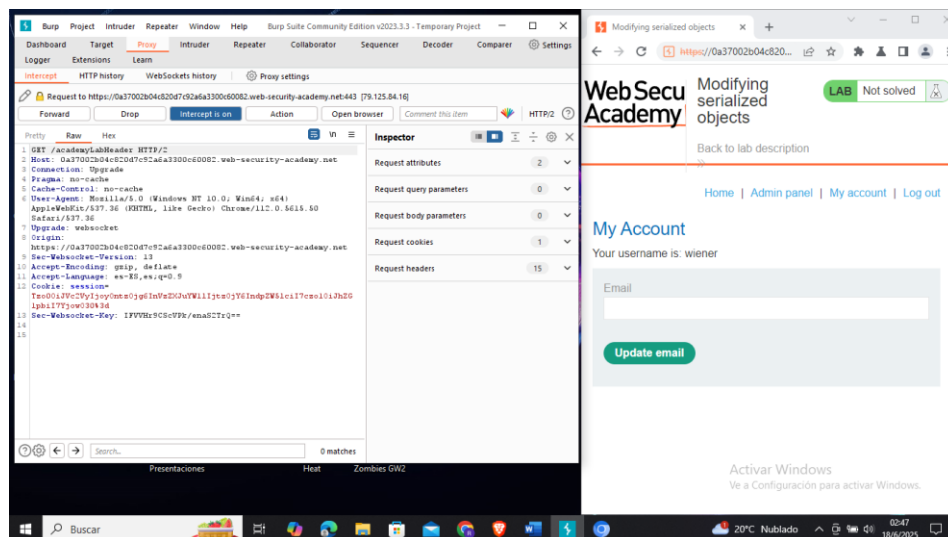 Burp Project Intruder Repeater Window Help Burp Suite Community Edition v2023.3.3 - Temporary Project
Dashboard Target Proxy Intruder Repeater Collaborator Sequencer Decoder Comparer Settings
Logger Extensions Learn
Intercept HTTP history WebSockets history Proxy settings
Request to https://0a37002b04c820d7c92a6a3300c60082.web-security-academy.net:443 [79.125.84.16]
Forward Drop Intercept is on Action Open browser Comment this item HTTP/2
Pretty Raw Hex \n
Inspector
1 GET /academyLabHeader HTTP/2
2 Host: 0a37002b04c820d7c92a6a3300c60082.web-security-academy.net
3 Connection: Upgrade
4 Pragma: no-cache
5 Cache-Control: no-cache
6 User-Agent: Mozilla/5.0 (Windows NT 10.0; Win64; x64)
AppleWebKit/537.36 (KHTML, like Gecko) Chrome/112.0.5615.50
Safari/537.36
7 Upgrade: websocket
8 Origin:
https://0a37002b04c820d7c92a6a3300c60082.web-security-academy.net
9 Sec-Websocket-Version: 13
10 Accept-Encoding: gzip, deflate
11 Accept-Language: es-ES,es;q=0.9
12 Cookie: session=
13 Sec-Websocket-Key:
14
15
Request attributes 2
Request query parameters 0
Request body parameters 0
Request cookies 1
Request headers 15
Search... 0 matches
Presentaciones Heat Zombies GW2
Modifying serialized objects
https://0a37002b04c820...
Web Secu
Academy
Modifying
serialized
objects
LAB Not solved
Back to lab description
Home | Admin panel | My account | Log out
My Account
Your username is: wiener
Email
Update email
Activar Windows
Ve a Configuración para activar Windows.
Buscar
20°C Nublado
02:47
18/6/2025